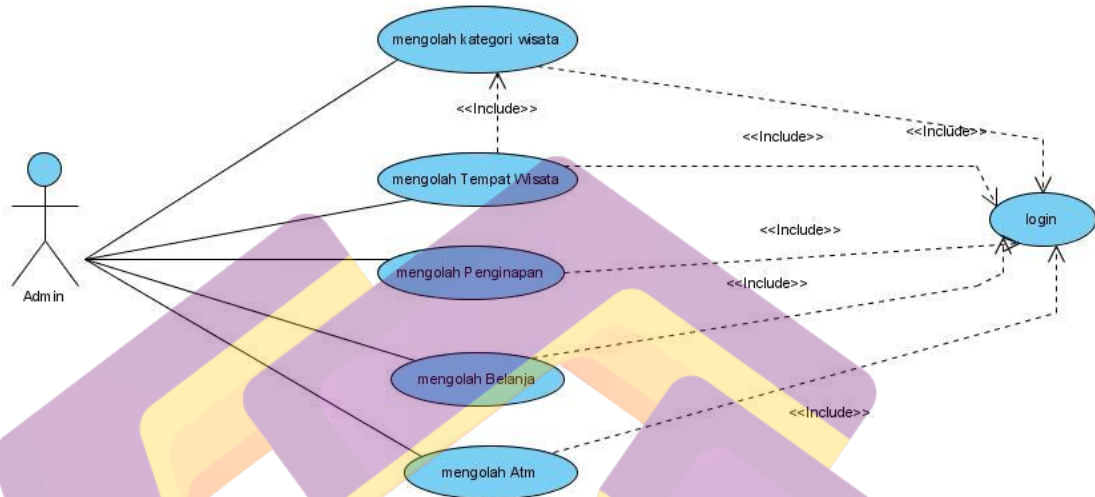 mengolah kategori wisata
<<Include>>
<<Include>>
<<Include>>
mengolah Tempat Wisata
login
<<Include>>
mengolah Penginapan
<<Include>>
Admin
mengolah Belanja
<<Include>>
mengolah Atm